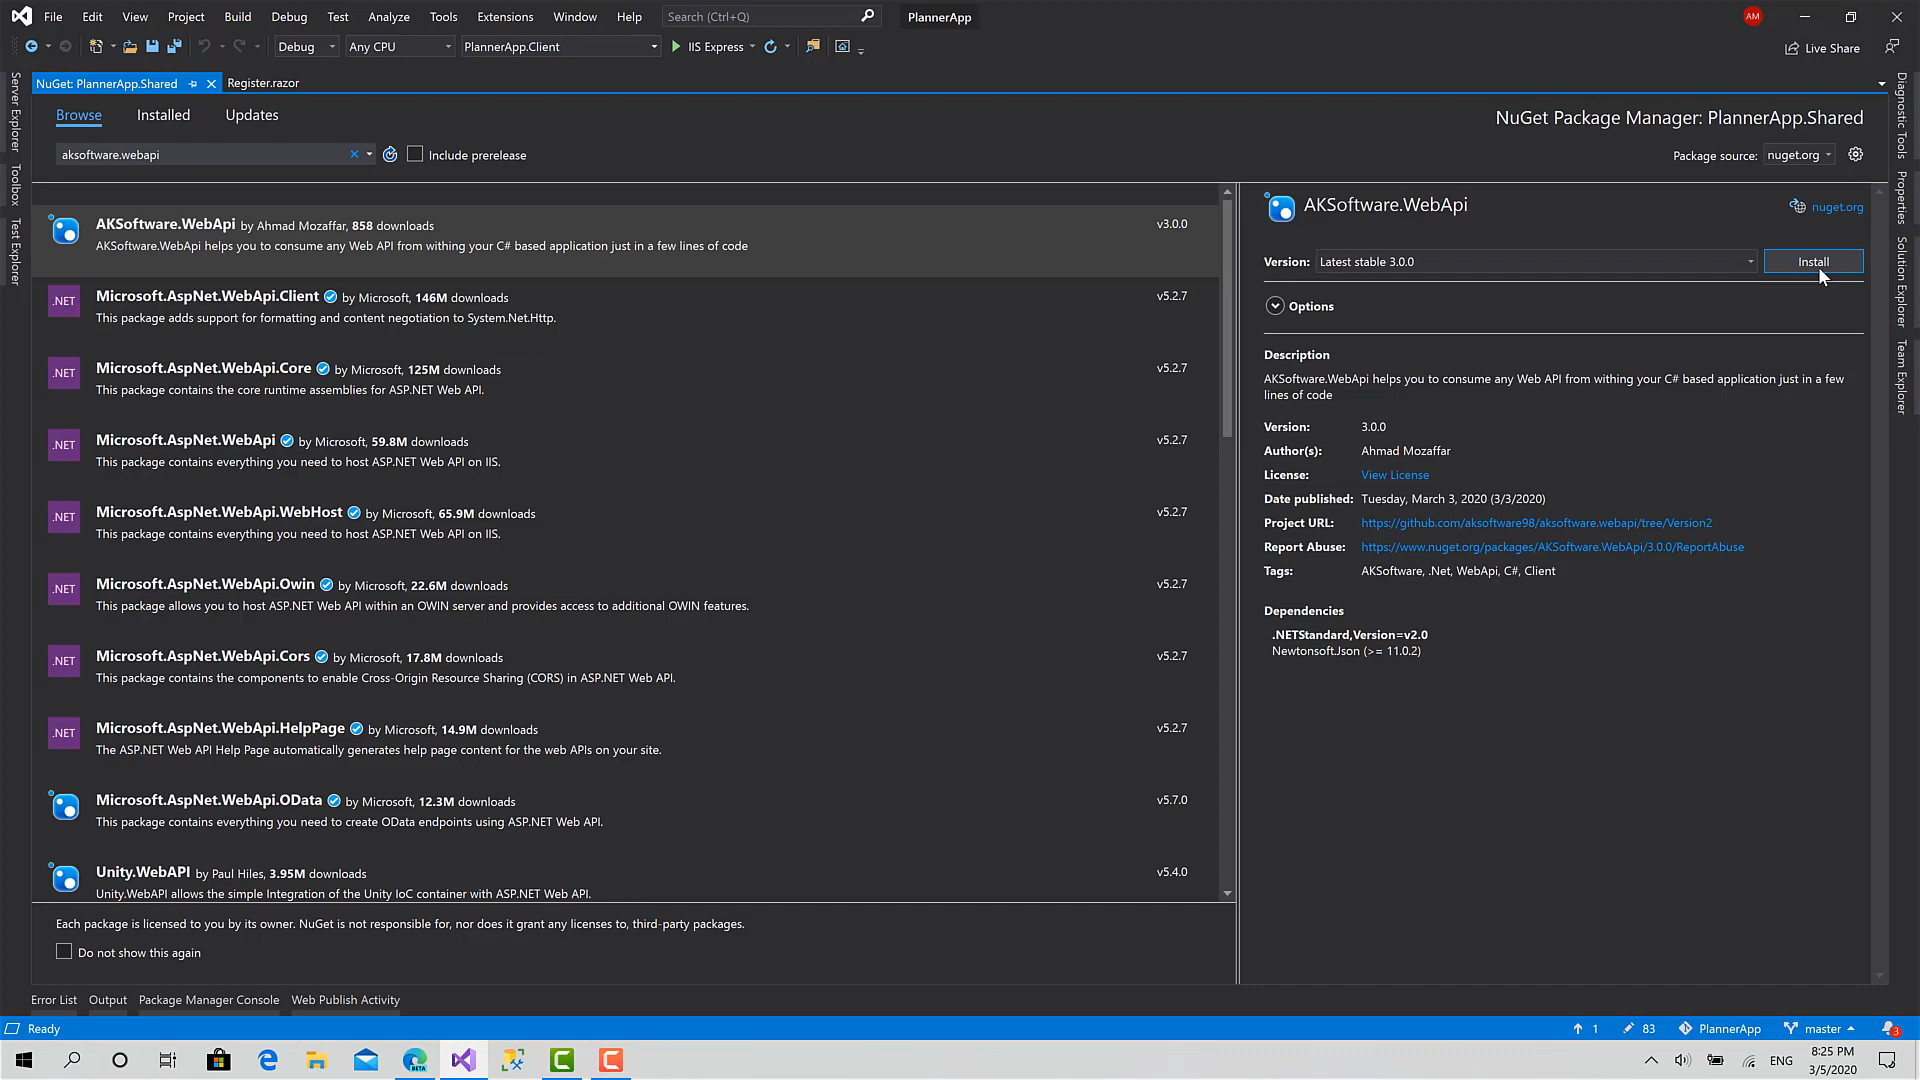 File Edit View Project Build Debug Test Analyze Tools Extensions Window Help Search (Ctrl+Q) PlannerApp AM
Debug Any CPU PlannerApp.Client IIS Express Live Share
NuGet: PlannerApp.Shared Register.razor
Server Explorer
Toolbox
Test Explorer
Browse Installed Updates
NuGet Package Manager: PlannerApp.Shared
aksoftware.webapi Include prerelease
Package source: nuget.org
AKSoftware.WebApi by Ahmad Mozaffar, 858 downloads v3.0.0
AKSoftware.WebApi helps you to consume any Web API from withing your C# based application just in a few lines of code
Microsoft.AspNet.WebApi.Client by Microsoft, 146M downloads v5.2.7
.NET
This package adds support for formatting and content negotiation to System.Net.Http.
Microsoft.AspNet.WebApi.Core by Microsoft, 125M downloads v5.2.7
.NET
This package contains the core runtime assemblies for ASP.NET Web API.
Microsoft.AspNet.WebApi by Microsoft, 59.8M downloads v5.2.7
.NET
This package contains everything you need to host ASP.NET Web API on IIS.
Microsoft.AspNet.WebApi.WebHost by Microsoft, 65.9M downloads v5.2.7
.NET
This package contains everything you need to host ASP.NET Web API on IIS.
Microsoft.AspNet.WebApi.Owin by Microsoft, 22.6M downloads v5.2.7
.NET
This package allows you to host ASP.NET Web API within an OWIN server and provides access to additional OWIN features.
Microsoft.AspNet.WebApi.Cors by Microsoft, 17.8M downloads v5.2.7
.NET
This package contains the components to enable Cross-Origin Resource Sharing (CORS) in ASP.NET Web API.
Microsoft.AspNet.WebApi.HelpPage by Microsoft, 14.9M downloads v5.2.7
.NET
The ASP.NET Web API Help Page automatically generates help page content for the web APIs on your site.
Microsoft.AspNet.WebApi.OData by Microsoft, 12.3M downloads v5.7.0
This package contains everything you need to create OData endpoints using ASP.NET Web API.
Unity.WebAPI by Paul Hiles, 3.95M downloads v5.4.0
Unity.WebAPI allows the simple Integration of the Unity IoC container with ASP.NET Web API.
Each package is licensed to you by its owner. NuGet is not responsible for, nor does it grant any licenses to, third-party packages.
Do not show this again
AKSoftware.WebApi nuget.org
Version: Latest stable 3.0.0 Install
Options
Description
AKSoftware.WebApi helps you to consume any Web API from withing your C# based application just in a few
lines of code
Version: 3.0.0
Author(s): Ahmad Mozaffar
License: View License
Date published: Tuesday, March 3, 2020 (3/3/2020)
Project URL: https://github.com/aksoftware98/aksoftware.webapi/tree/Version2
Report Abuse: https://www.nuget.org/packages/AKSoftware.WebApi/3.0.0/ReportAbuse
Tags: AKSoftware, .Net, WebApi, C#, Client
Dependencies
.NETStandard,Version=v2.0
Newtonsoft.Json (>= 11.0.2)
Diagnostic Tools
Properties
Solution Explorer
Team Explorer
Error List Output Package Manager Console Web Publish Activity
Ready 1 83 PlannerApp master 3
BETA C C ENG 8:25 PM
3/5/2020